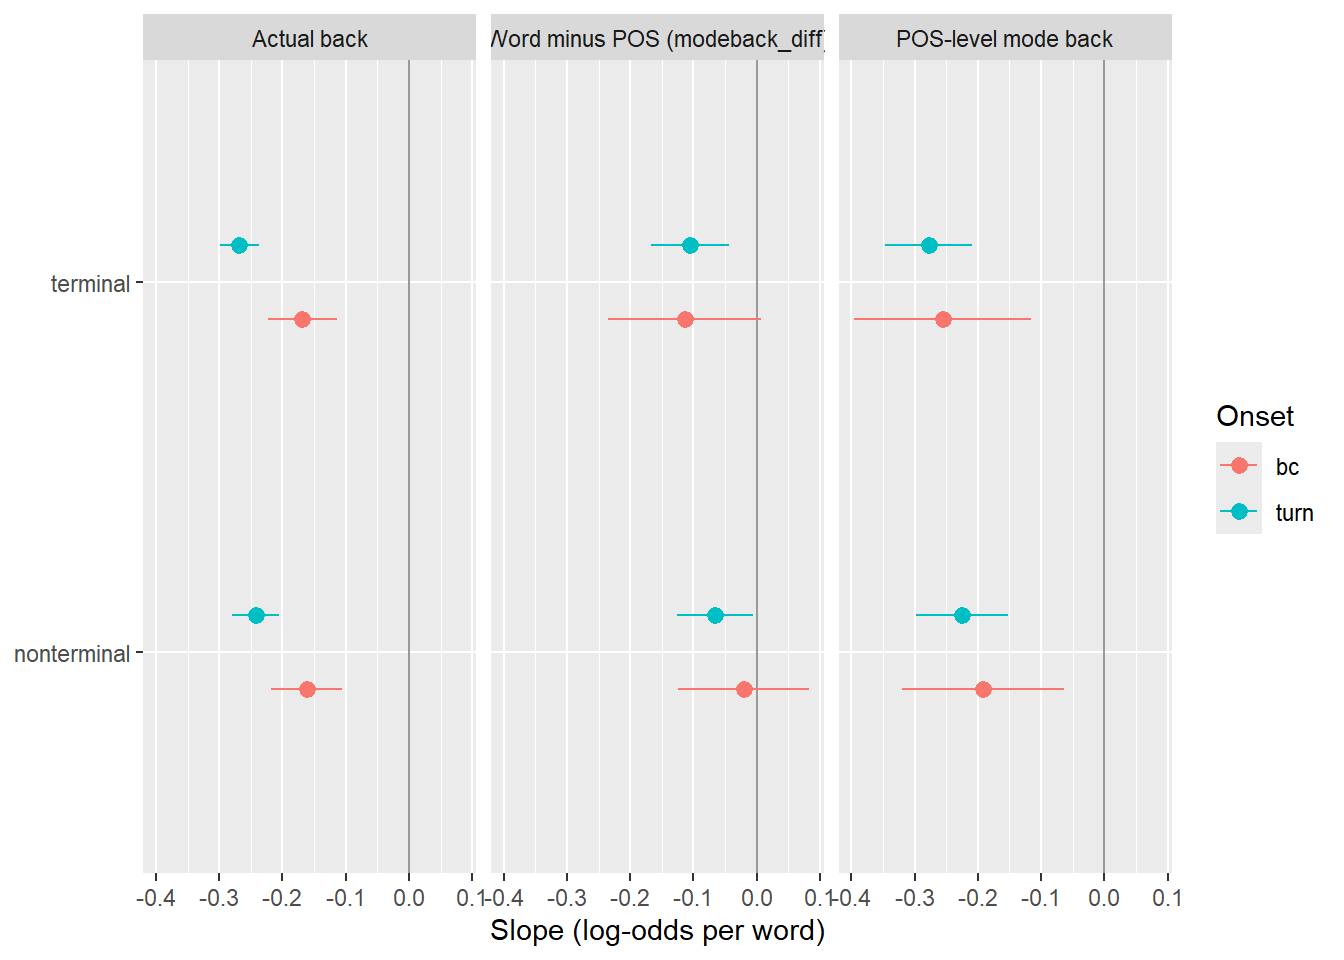 Actual back
Word minus POS (modeback_diff)
POS-level mode back
terminal
nonterminal
-0.4 -0.3 -0.2 -0.1 0.0 0.1
-0.4 -0.3 -0.2 -0.1 0.0 0.1
-0.4 -0.3 -0.2 -0.1 0.0 0.1
Slope (log-odds per word)
Onset
bc
turn